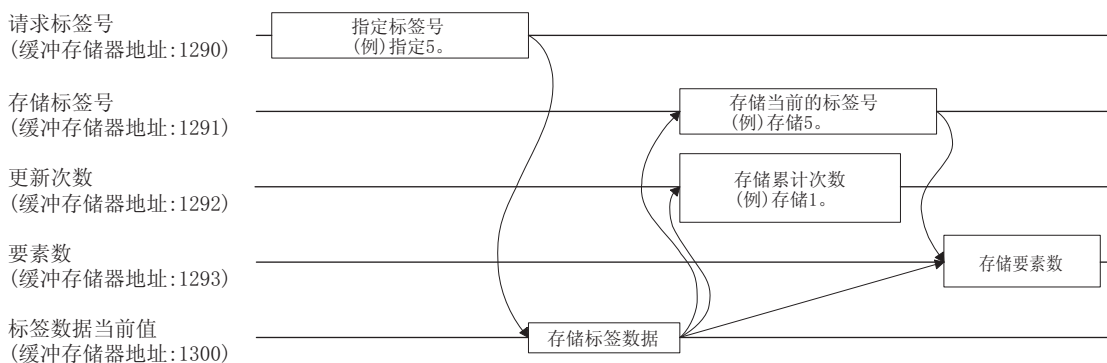 请求标签号
(缓冲存储器地址:1290)
指定标签号
(例)指定5。
存储标签号
(缓冲存储器地址:1291)
存储当前的标签号
(例)存储5。
更新次数
(缓冲存储器地址:1292)
存储累计次数
(例)存储1。
要素数
(缓冲存储器地址:1293)
存储要素数
标签数据当前值
(缓冲存储器地址:1300)
存储标签数据